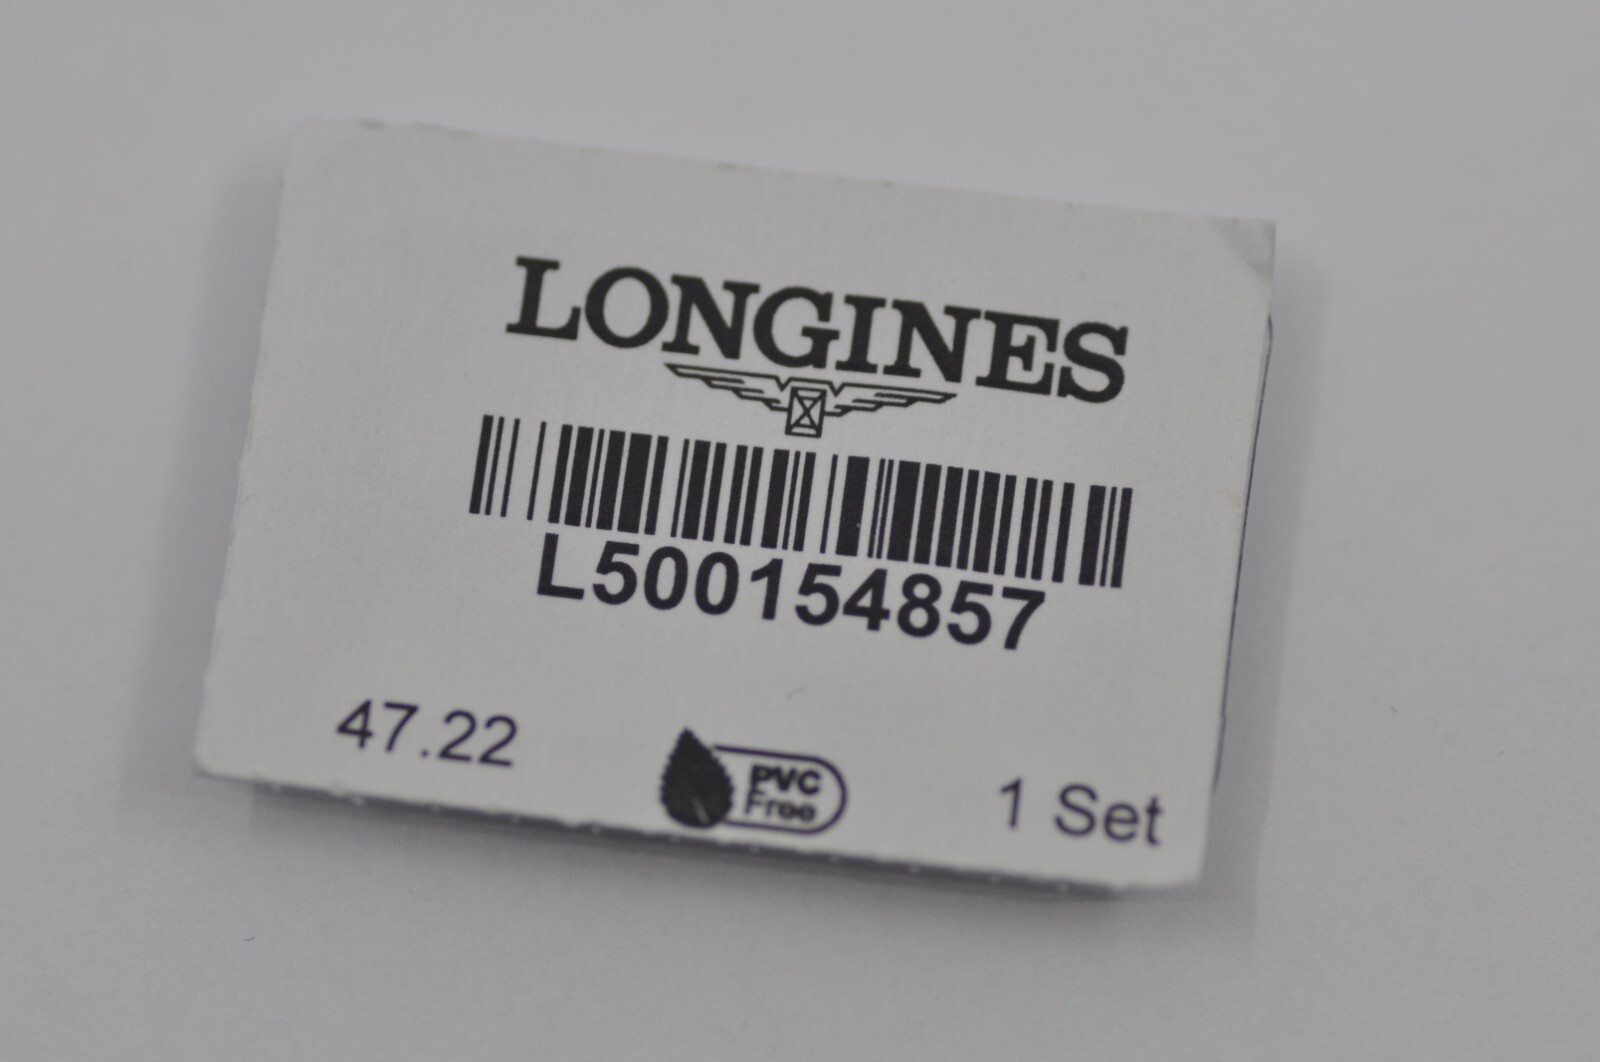 LONGINES
L500154857
47.22
PVC
Free
1 Set